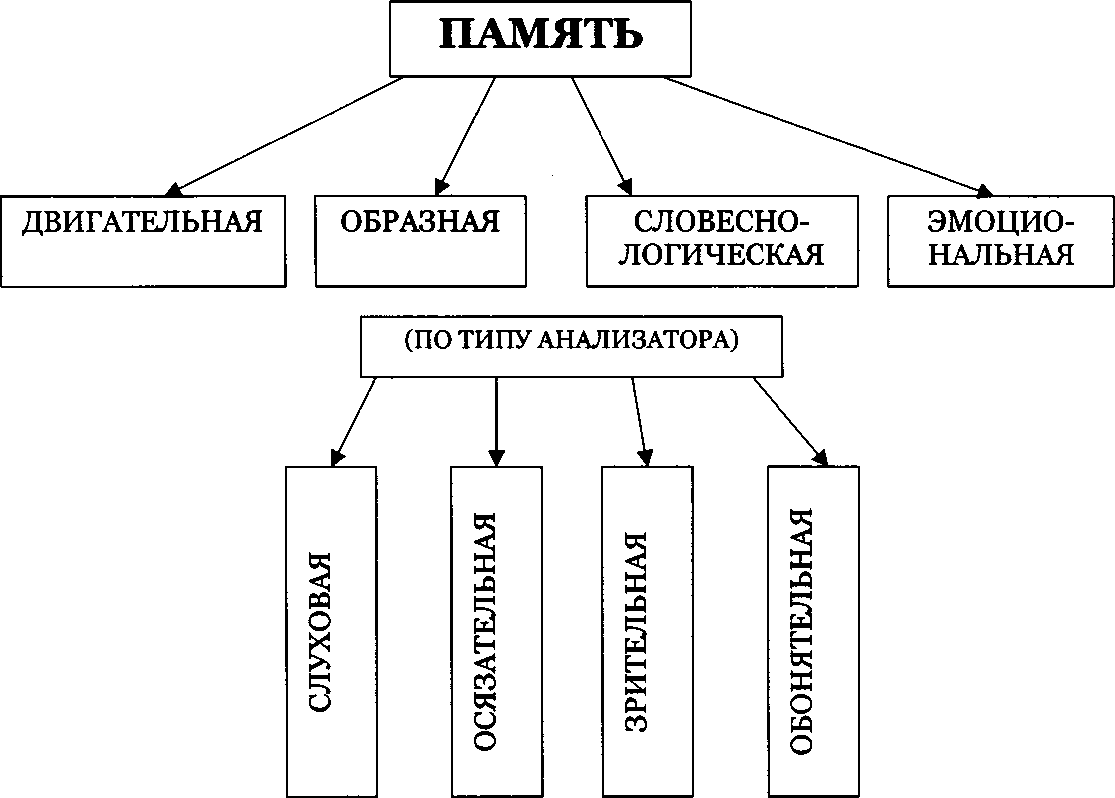 ПАМЯТЬ
ДВИГАТЕЛЬНАЯ
ОБРАЗНАЯ
СЛОВЕСНО-
ЛОГИЧЕСКАЯ
ЭМОЦИО-
НАЛЬНАЯ
(ПО ТИПУ АНАЛИЗАТОРА)
СЛУХОВАЯ
ОСЯЗАТЕЛЬНАЯ
ЗРИТЕЛЬНАЯ
ОБОНЯТЕЛЬНАЯ